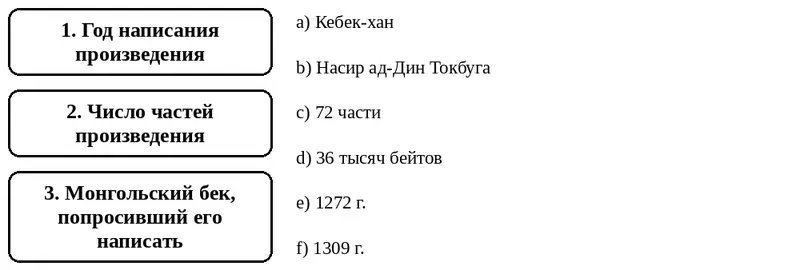 1. Год написания
произведения
2. Число частей
произведения
3. Монгольский бек,
попросивший его
написать
a) Кебек-хан
b) Насир ад-Дин Токбуга
c) 72 части
d) 36 тысяч бейтов
e) 1272 г.
f) 1309 г.